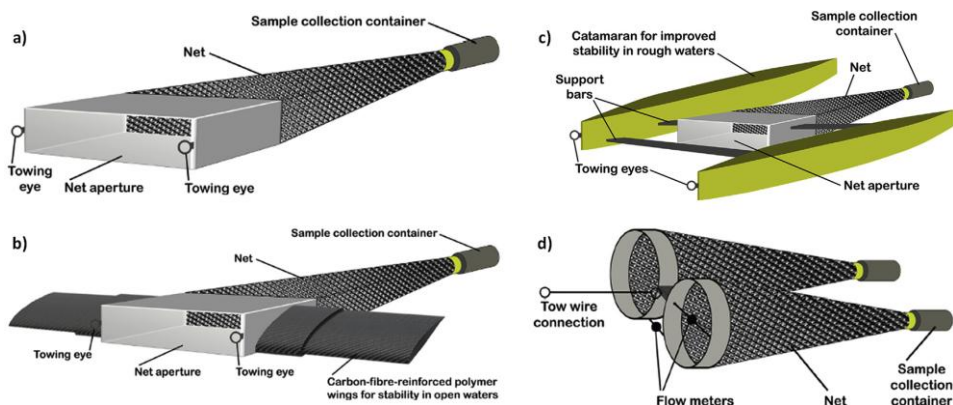 a)
Sample collection container
Net
Towing
eye
Net aperture
Towing eye
b)
Sample collection container
Net
Towing eye
Net aperture
Towing eye
Carbon-fibre-reinforced polymer
wings for stability in open waters
c)
Catamaran for improved
stability in rough waters
Sample collection
container
Net
Support
bars
Towing eyes
Net aperture
d)
Tow wire
connection
Flow meters
Net
Sample
collection
container